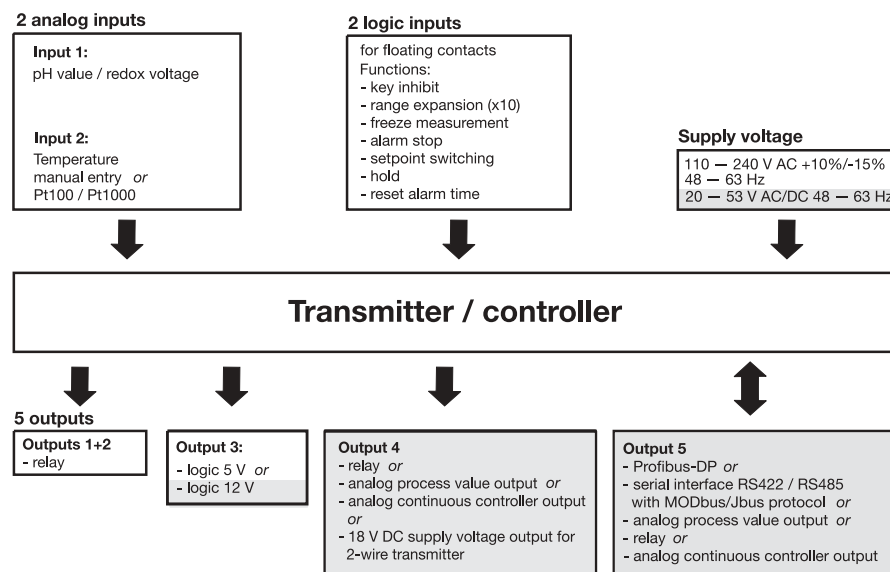 2 analog inputs
Input 1:
pH value / redox voltage
Input 2:
Temperature
manual entry or
Pt100 / Pt1000
2 logic inputs
for floating contacts
Functions:
- key inhibit
- range expansion (x10)
- freeze measurement
- alarm stop
- setpoint switching
- hold
- reset alarm time
Supply voltage
110 — 240 V AC +10%/-15%
48 — 63 Hz
20 — 53 V AC/DC 48 — 63 Hz
Transmitter / controller
5 outputs
Outputs 1+2
- relay
Output 3:
- logic 5 V or
- logic 12 V
Output 4
- relay or
- analog process value output or
- analog continuous controller output
or
- 18 V DC supply voltage output for
2-wire transmitter
Output 5
- Profibus-DP or
- serial interface RS422 / RS485
with MODbus/Jbus protocol or
- analog process value output or
- relay or
- analog continuous controller output